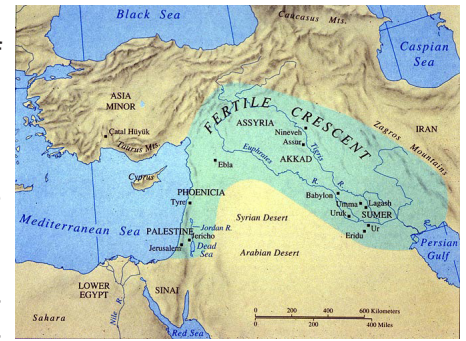 Black Sea
Caucasus Mts.
Caspian
Sea
ASIA
MINOR
FERTILE CRESCENT
ASSYRIA
Nineveh
Assur
Tigris R.
Zagros Mountains
IRAN
Çatal Hüyük
Taurus Mts.
Ebla
AKKAD
Euphrates R.
Cyprus
PHOENICIA
Tyre
Babylon
Umma
Lagash
Uruk
SUMER
Ur
Eridu
Mediterranean Sea
Syrian Desert
PALESTINE
Jordan R.
Jericho
Jerusalem
Dead
Sea
Arabian Desert
Persian
Gulf
LOWER
EGYPT
SINAI
Nile R.
Sahara
Red Sea
0 200 400 600 Kilometers
0 200 400 Miles